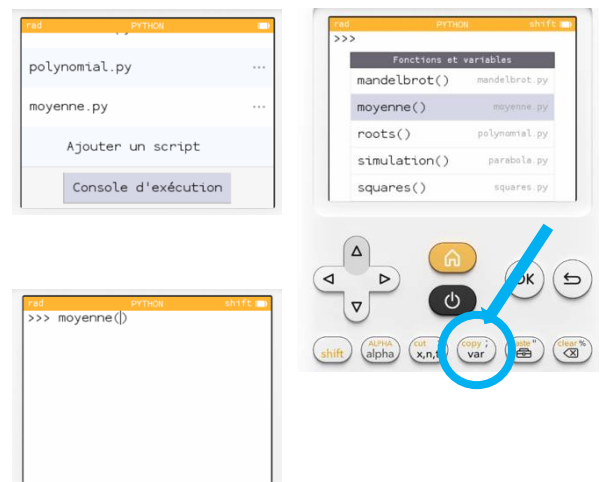 rad PYTHON
polynomial.py ...
moyenne.py ...
Ajouter un script
Console d'exécution
rad PYTHON shift
>>>
Fonctions et variables
mandelbrot() mandelbrot.py
moyenne() moyenne.py
roots() polynomial.py
simulation() parabola.py
squares() squares.py
OK
ALPHA cut copy ; " clear %
shift alpha x,n,t var
rad PYTHON shift
>>> moyenne()